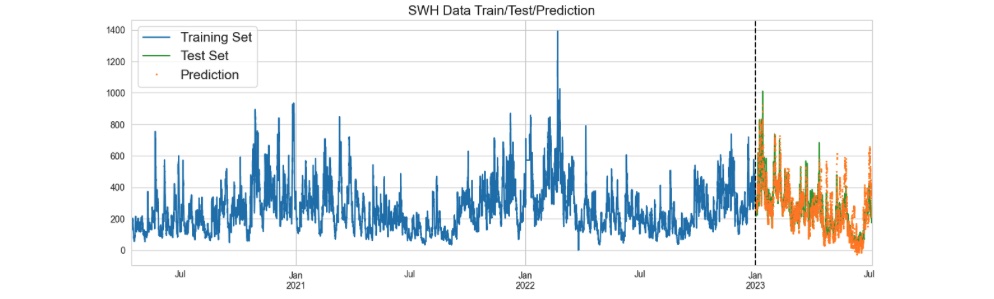 SWH Data Train/Test/Prediction
1400
1200
1000
800
600
400
200
0
Training Set
Test Set
Prediction
Jul
Jan
2021
Jul
Jan
2022
Jul
Jan
2023
Jul